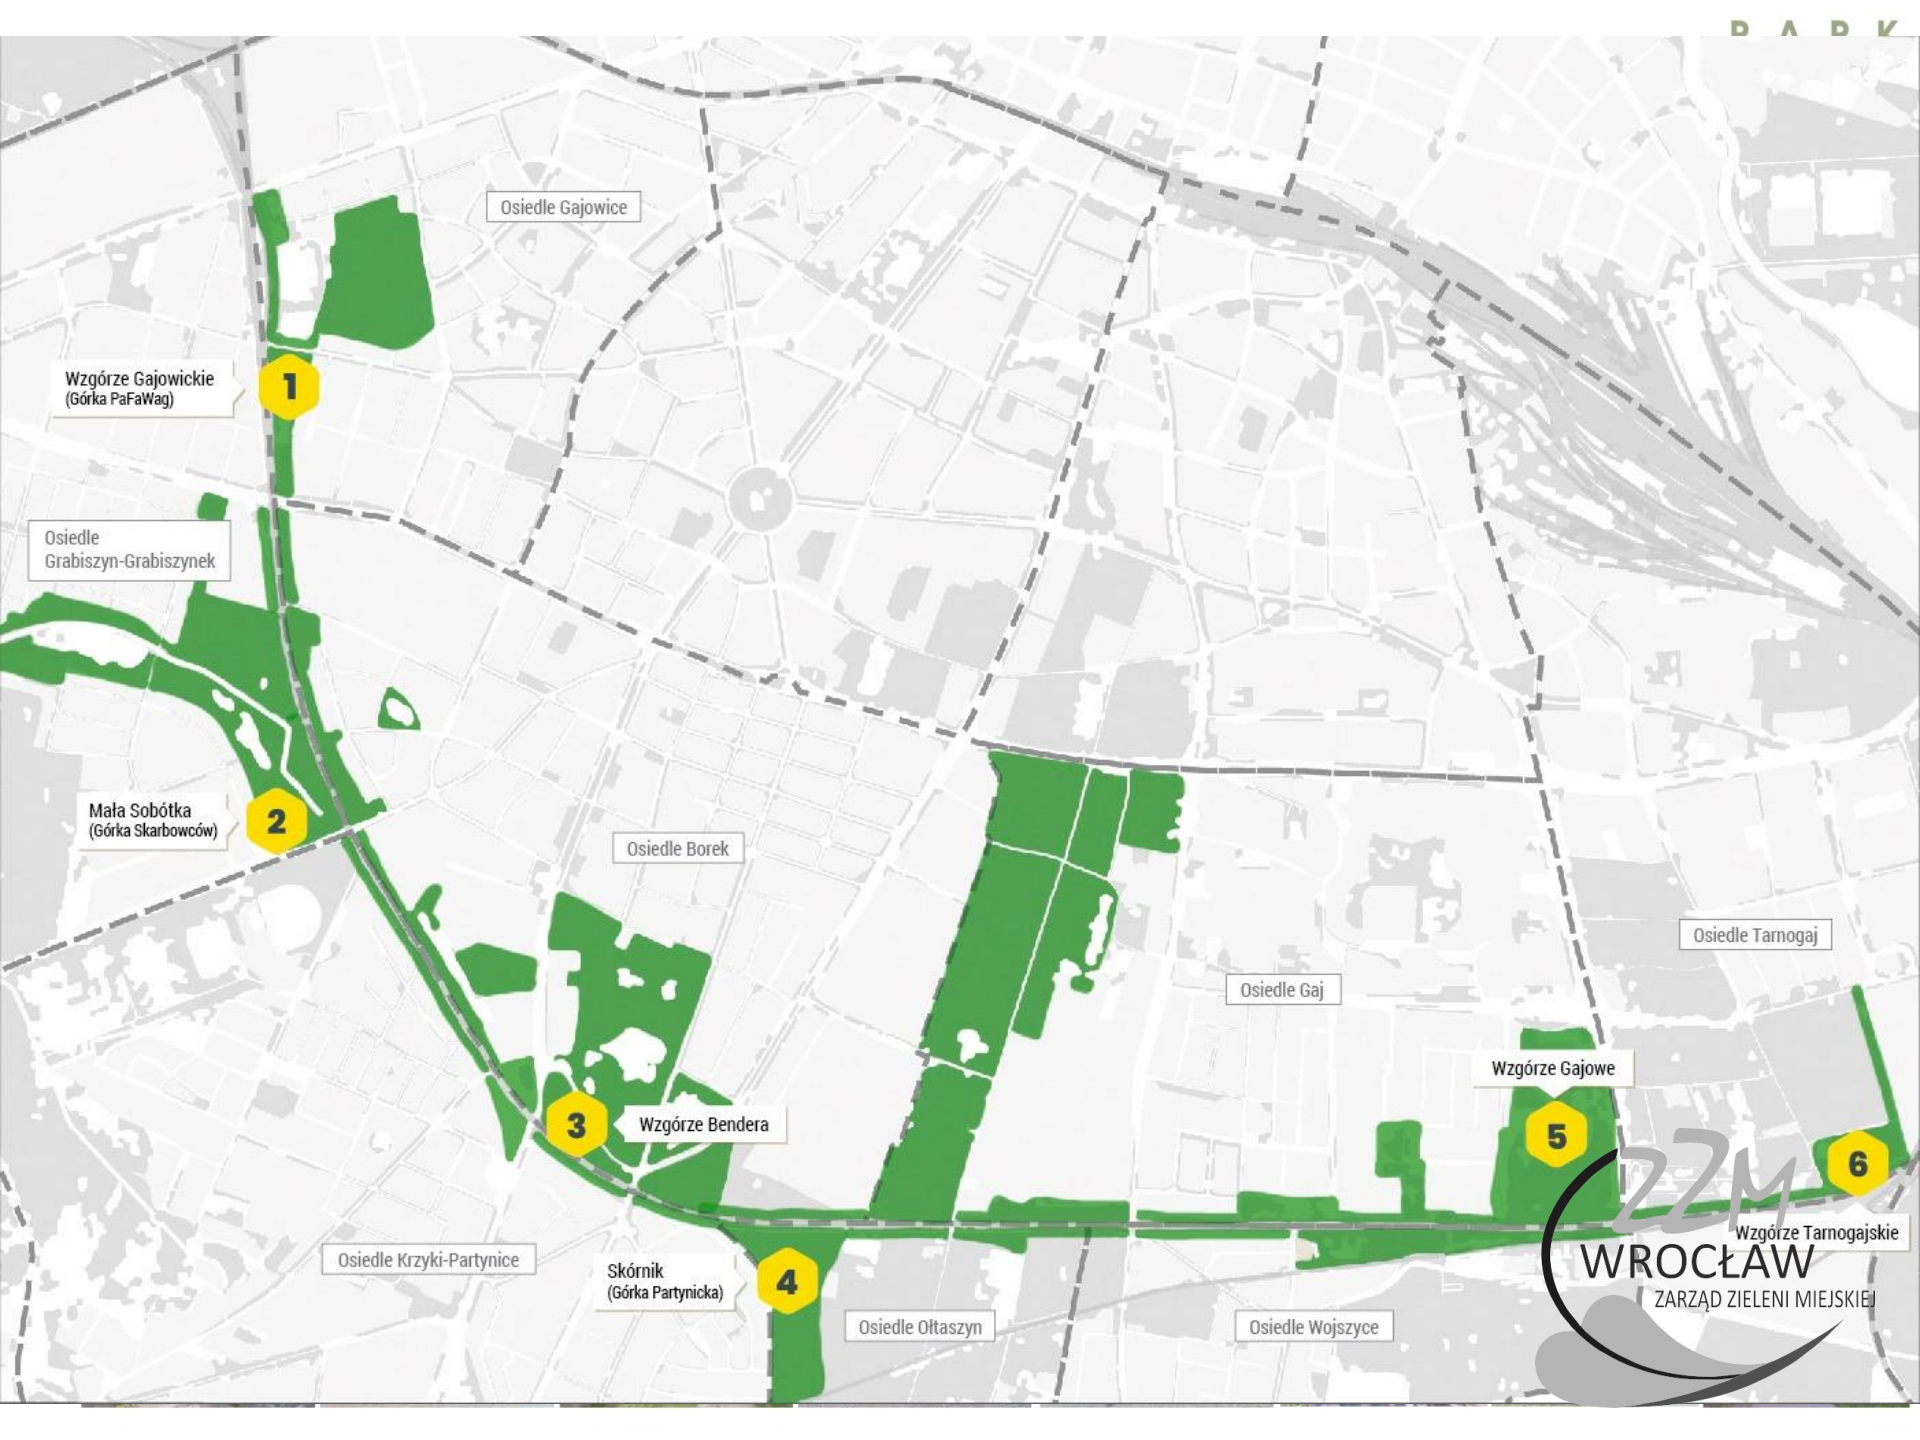 PARK
Osiedle Gajowice
Wzgórze Gajowickie
(Górka PaFaWag)
1
Osiedle
Grabiszyn-Grabiszynek
Mała Sobótka
(Górka Skarbowców)
2
Osiedle Borek
Osiedle Tarnogaj
Osiedle Gaj
Wzgórze Gajowe
5
3
Wzgórze Bendera
6
Wzgórze Tarnogajskie
Osiedle Krzyki-Partynice
Skórnik
(Górka Partynicka)
4
Osiedle Ołtaszyn
Osiedle Wojszyce
ZZM
WROCŁAW
ZARZĄD ZIELENI MIEJSKIEJ